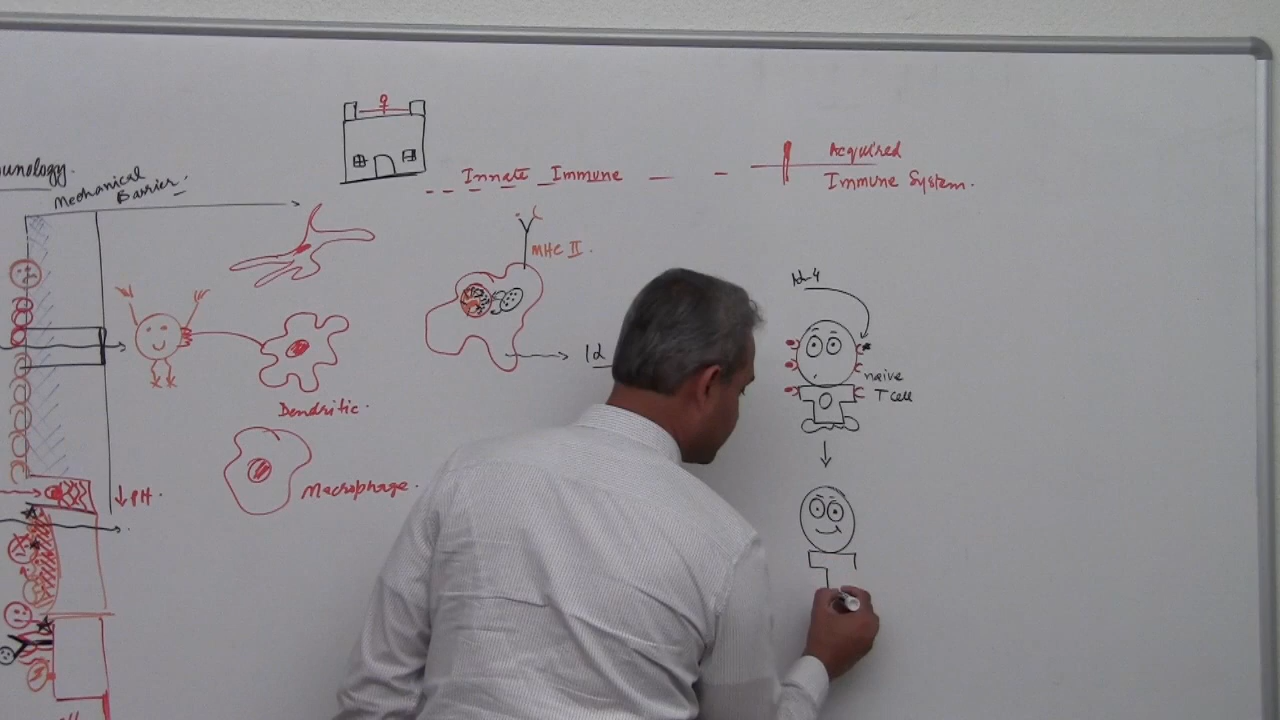 unology.
Mechanical
Barrier.
Innate Immune
Acquired
Immune System.
MHC II.
naive
T cell
Dendritic.
Macrophage.
↓ PH.